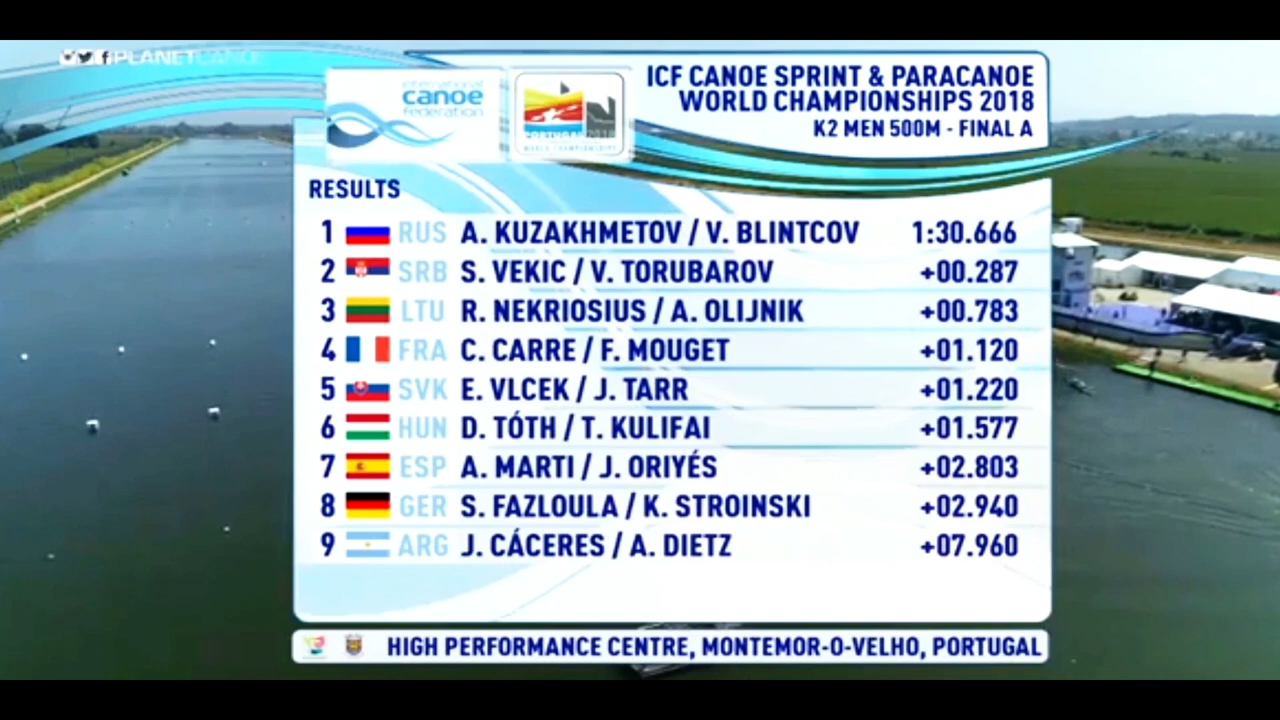 PLANETCANOE
international
canoe
federation
PORTUGAL 2018
WORLD CHAMPIONSHIPS
ICF CANOE SPRINT & PARACANOE
WORLD CHAMPIONSHIPS 2018
K2 MEN 500M - FINAL A
RESULTS
1 RUS A. KUZAKHMETOV / V. BLINTCOV 1:30.666
2 SRB S. VEKIC / V. TORUBAROV +00.287
3 LTU R. NEKRIOSIUS / A. OLIJNIK +00.783
4 FRA C. CARRE / F. MOUGET +01.120
5 SVK E. VLCEK / J. TARR +01.220
6 HUN D. TÓTH / T. KULIFAI +01.577
7 ESP A. MARTI / J. ORIYÉS +02.803
8 GER S. FAZLOULA / K. STROINSKI +02.940
9 ARG J. CÁCERES / A. DIETZ +07.960
HIGH PERFORMANCE CENTRE, MONTEMOR-O-VELHO, PORTUGAL